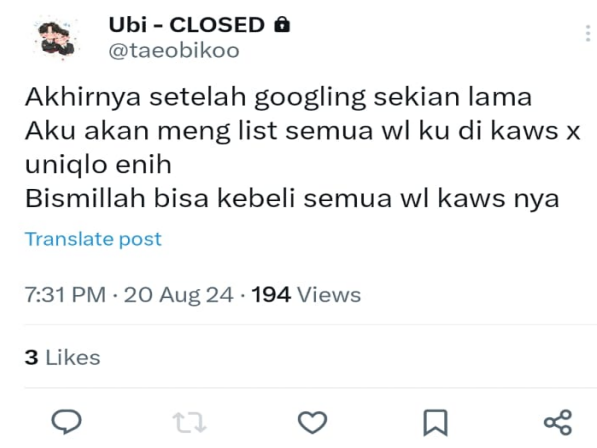 Ubi - CLOSED 🔒
@taeobikoo
Akhirnya setelah googling sekian lama
Aku akan meng list semua wl ku di kaws x
uniqlo enih
Bismillah bisa kebeli semua wl kaws nya
Translate post
7:31 PM · 20 Aug 24 · 194 Views
3 Likes